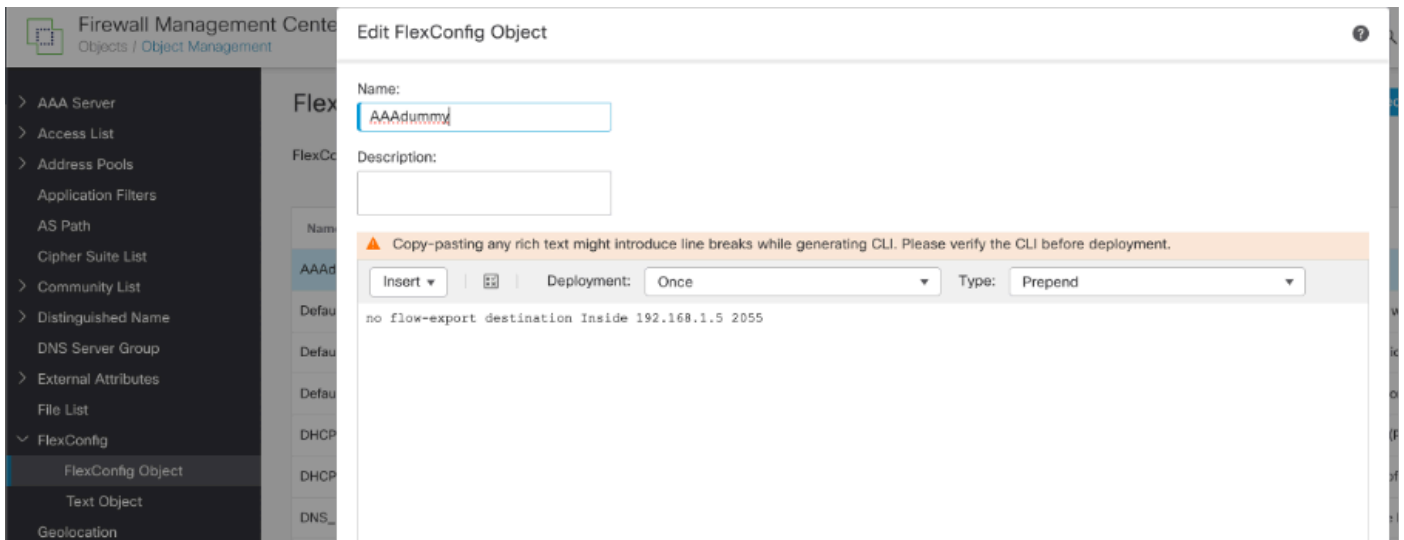 Firewall Management Cente
Objects / Object Management
Edit FlexConfig Object
AAA Server
Access List
Address Pools
Application Filters
AS Path
Cipher Suite List
Community List
Distinguished Name
DNS Server Group
External Attributes
File List
FlexConfig
FlexConfig Object
Text Object
Geolocation
Flex
FlexCo
Nam
AAAd
Defau
Defau
Defau
DHCP
DHCP
DNS_
Name:
AAAdummy
Description:
Copy-pasting any rich text might introduce line breaks while generating CLI. Please verify the CLI before deployment.
Insert Deployment: Once Type: Prepend
no flow-export destination Inside 192.168.1.5 2055